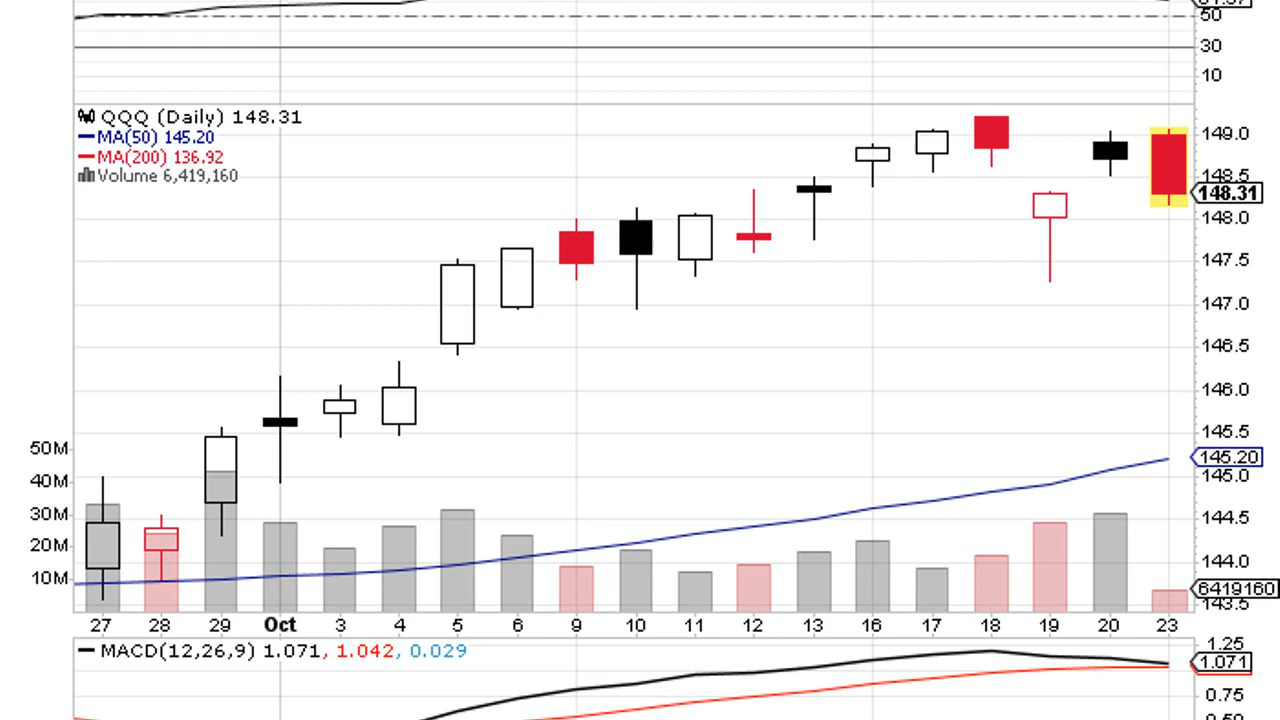 50
30
10
QQQ (Daily) 148.31
MA(50) 145.20
MA(200) 136.92
Volume 6,419,160
149.0
148.5
148.31
148.0
147.5
147.0
146.5
146.0
145.5
145.20
145.0
144.5
144.0
6419160
143.5
50M
40M
30M
20M
10M
27 28 29 Oct 3 4 5 6 9 10 11 12 13 16 17 18 19 20 23
MACD(12,26,9) 1.071, 1.042, 0.029
1.25
1.071
0.75